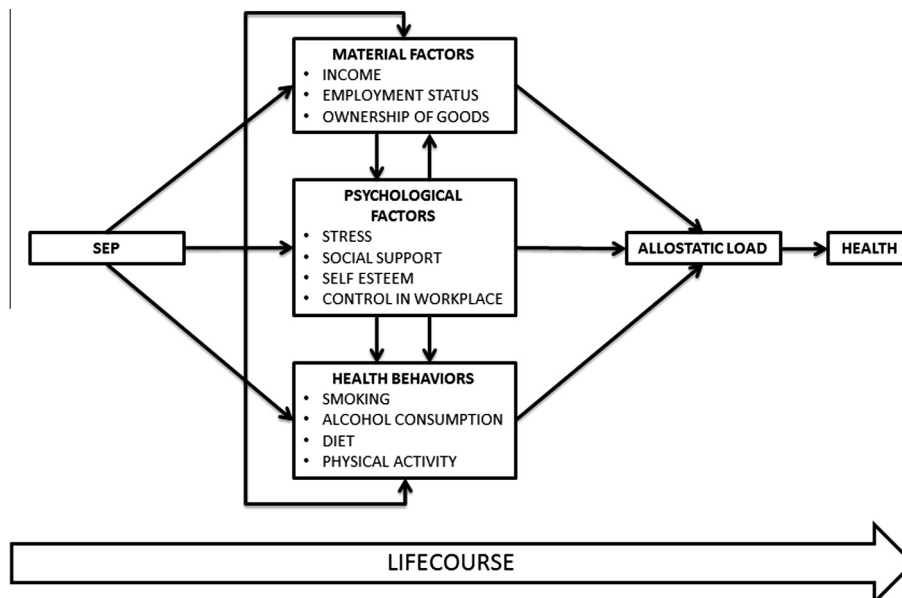 MATERIAL FACTORS
• INCOME
• EMPLOYMENT STATUS
• OWNERSHIP OF GOODS
PSYCHOLOGICAL
FACTORS
• STRESS
• SOCIAL SUPPORT
• SELF ESTEEM
• CONTROL IN WORKPLACE
SEP
ALLOSTATIC LOAD
HEALTH
HEALTH BEHAVIORS
• SMOKING
• ALCOHOL CONSUMPTION
• DIET
• PHYSICAL ACTIVITY
LIFECOURSE